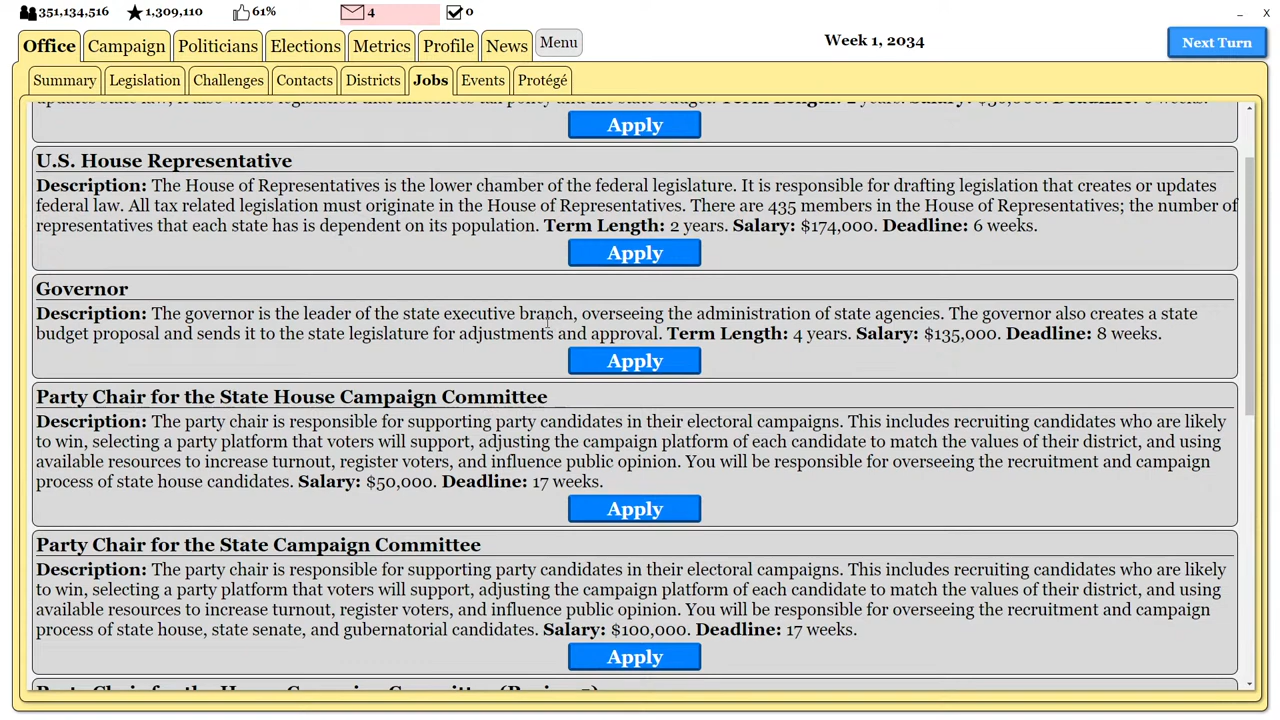 351,134,516 1,309,110 61% 4 0
_ X
Office Campaign Politicians Elections Metrics Profile News Menu Week 1, 2034 Next Turn
Summary Legislation Challenges Contacts Districts Jobs Events Protégé
Apply
U.S. House Representative
Description: The House of Representatives is the lower chamber of the federal legislature. It is responsible for drafting legislation that creates or updates
federal law. All tax related legislation must originate in the House of Representatives. There are 435 members in the House of Representatives; the number of
representatives that each state has is dependent on its population. Term Length: 2 years. Salary: $174,000. Deadline: 6 weeks.
Apply
Governor
Description: The governor is the leader of the state executive branch, overseeing the administration of state agencies. The governor also creates a state
budget proposal and sends it to the state legislature for adjustments and approval. Term Length: 4 years. Salary: $135,000. Deadline: 8 weeks.
Apply
Party Chair for the State House Campaign Committee
Description: The party chair is responsible for supporting party candidates in their electoral campaigns. This includes recruiting candidates who are likely
to win, selecting a party platform that voters will support, adjusting the campaign platform of each candidate to match the values of their district, and using
available resources to increase turnout, register voters, and influence public opinion. You will be responsible for overseeing the recruitment and campaign
process of state house candidates. Salary: $50,000. Deadline: 17 weeks.
Apply
Party Chair for the State Campaign Committee
Description: The party chair is responsible for supporting party candidates in their electoral campaigns. This includes recruiting candidates who are likely
to win, selecting a party platform that voters will support, adjusting the campaign platform of each candidate to match the values of their district, and using
available resources to increase turnout, register voters, and influence public opinion. You will be responsible for overseeing the recruitment and campaign
process of state house, state senate, and gubernatorial candidates. Salary: $100,000. Deadline: 17 weeks.
Apply